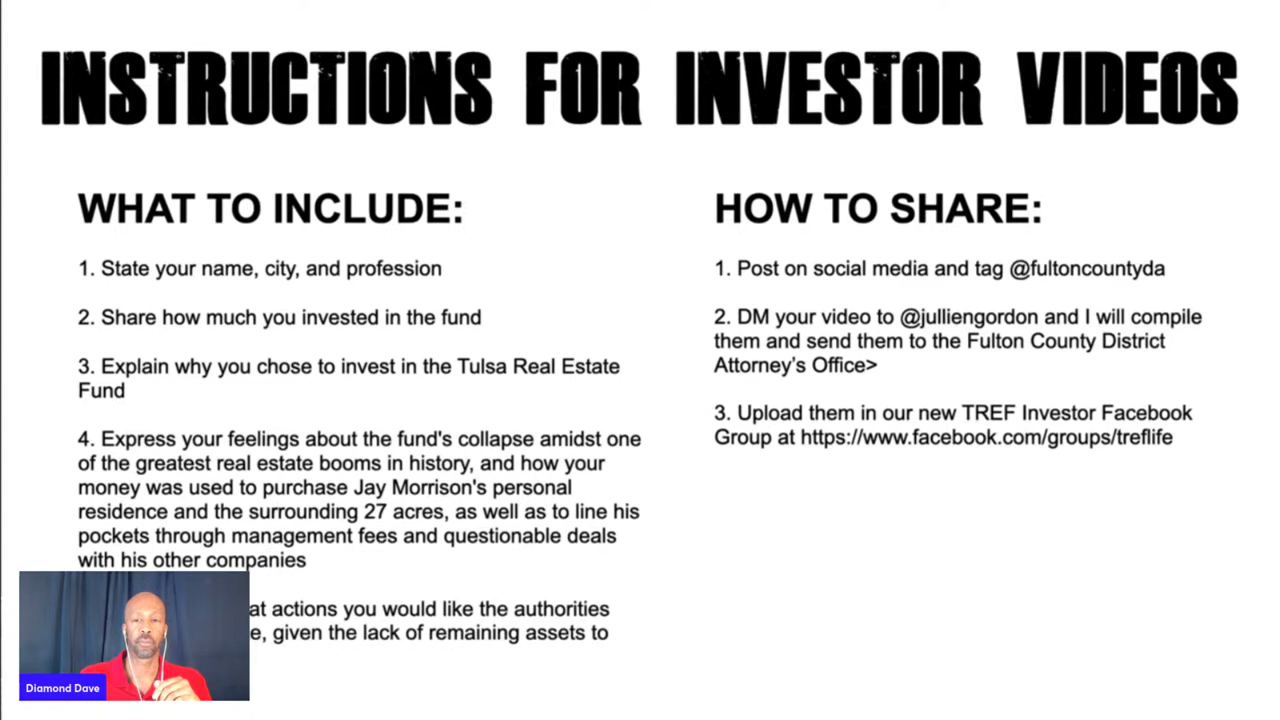 INSTRUCTIONS FOR INVESTOR VIDEOS
WHAT TO INCLUDE:
1. State your name, city, and profession
2. Share how much you invested in the fund
3. Explain why you chose to invest in the Tulsa Real Estate
Fund
4. Express your feelings about the fund's collapse amidst one
of the greatest real estate booms in history, and how your
money was used to purchase Jay Morrison's personal
residence and the surrounding 27 acres, as well as to line his
pockets through management fees and questionable deals
with his other companies
actions you would like the authorities
given the lack of remaining assets to
HOW TO SHARE:
1. Post on social media and tag @fultoncountyda
2. DM your video to @julliengordon and I will compile
them and send them to the Fulton County District
Attorney's Office>
3. Upload them in our new TREF Investor Facebook
Group at https://www.facebook.com/groups/treflife
Diamond Dave